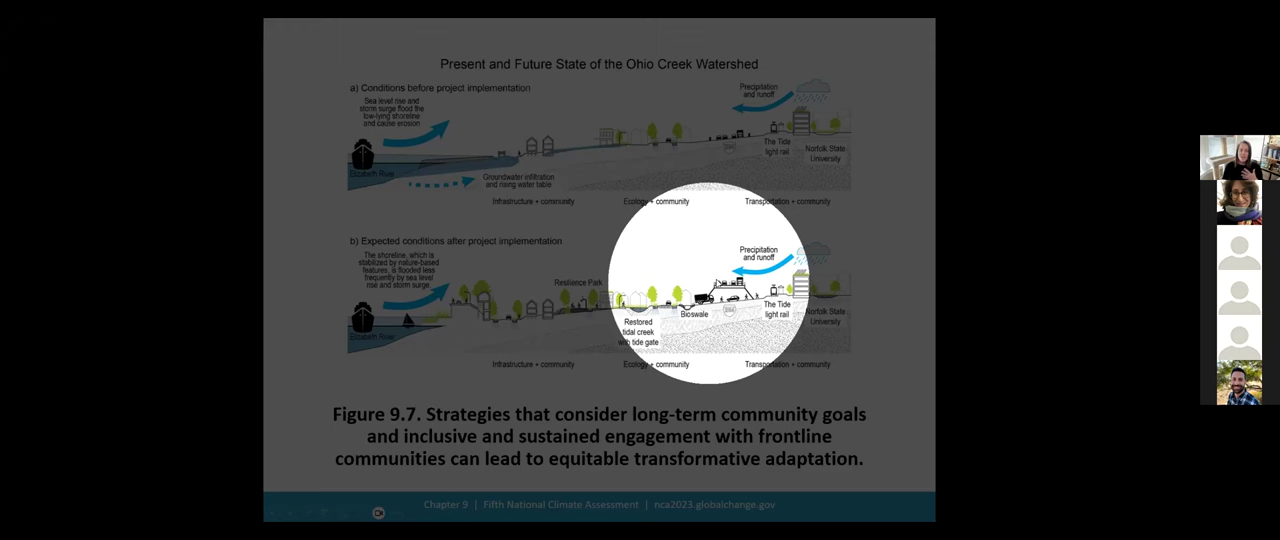 Present and Future State of the Ohio Creek Watershed
a) Conditions before project implementation
Sea level rise and
storm surge flood the
low-lying shoreline
and cause erosion
Precipitation
and runoff
The Tide
light rail
Norfolk State
University
Elizabeth River
Groundwater infiltration
and rising water table
264
Infrastructure + community
Ecology + community
Transportation + community
b) Expected conditions after project implementation
The shoreline, which is
stabilized by nature-based
features, is flooded less
frequently by sea level
rise and storm surge.
Precipitation
and runoff
Resilience Park
Elizabeth River
Restored
tidal creek
with tide gate
Bioswale
264
The Tide
light rail
Norfolk State
University
Infrastructure + community
Ecology + community
Transportation + community
Figure 9.7. Strategies that consider long-term community goals
and inclusive and sustained engagement with frontline
communities can lead to equitable transformative adaptation.
Chapter 9 | Fifth National Climate Assessment | nca2023.globalchange.gov